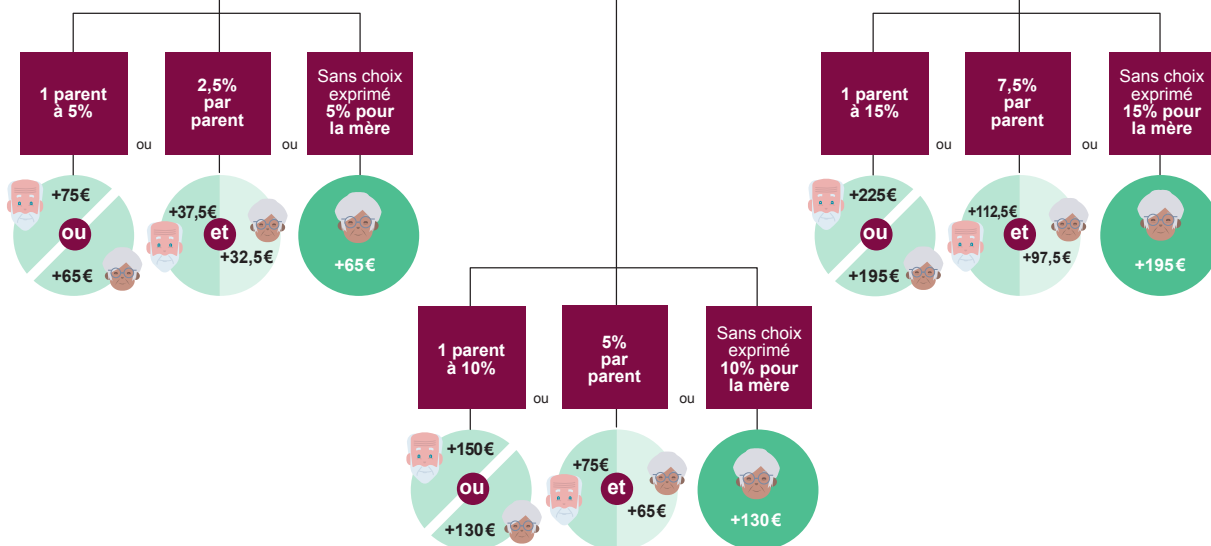 1 parent
à 5%
ou
2,5%
par
parent
ou
Sans choix
exprimé
5% pour
la mère
+75€
ou
+65€
+37,5€
et
+32,5€
+65€
1 parent
à 15%
ou
7,5%
par
parent
ou
Sans choix
exprimé
15% pour
la mère
+225€
ou
+195€
+112,5€
et
+97,5€
+195€
1 parent
à 10%
ou
5%
par
parent
ou
Sans choix
exprimé
10% pour
la mère
+150€
ou
+130€
+75€
et
+65€
+130€